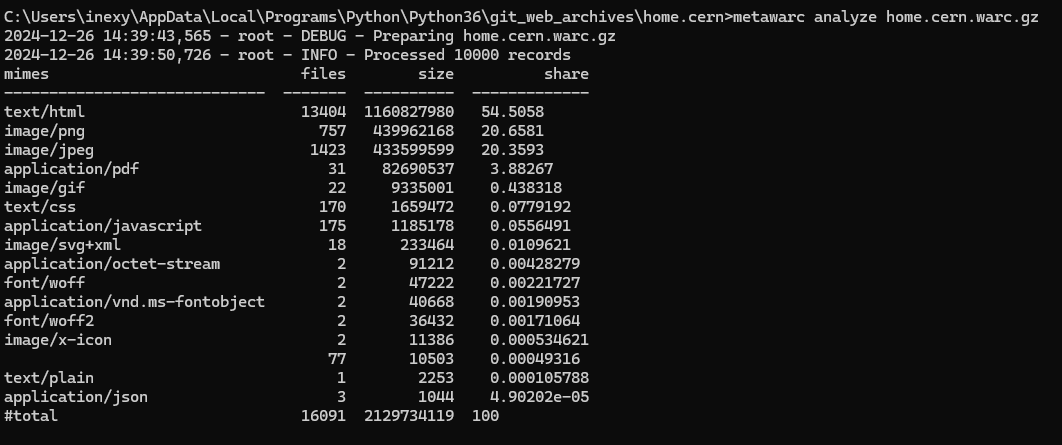 C:\Users\inexy\AppData\Local\Programs\Python\Python36\git_web_archives\home.cern>metawarc analyze home.cern.warc.gz
2024-12-26 14:39:43,565 - root - DEBUG - Preparing home.cern.warc.gz
2024-12-26 14:39:50,726 - root - INFO - Processed 10000 records
mimes                            files        size          share
-----------------------------  -------  ----------  -------------
text/html                        13404  1160827980   54.5058
image/png                          757   439962168   20.6581
image/jpeg                        1423   433599599   20.3593
application/pdf                     31    82690537    3.88267
image/gif                           22     9335001    0.438318
text/css                           170     1659472    0.0779192
application/javascript             175     1185178    0.0556491
image/svg+xml                       18      233464    0.0109621
application/octet-stream             2       91212    0.00428279
font/woff                            2       47222    0.00221727
application/vnd.ms-fontobject        2       40668    0.00190953
font/woff2                           2       36432    0.00171064
image/x-icon                         2       11386    0.000534621
                                    77       10503    0.00049316
text/plain                           1        2253    0.000105788
application/json                     3        1044    4.90202e-05
#total                           16091  2129734119  100